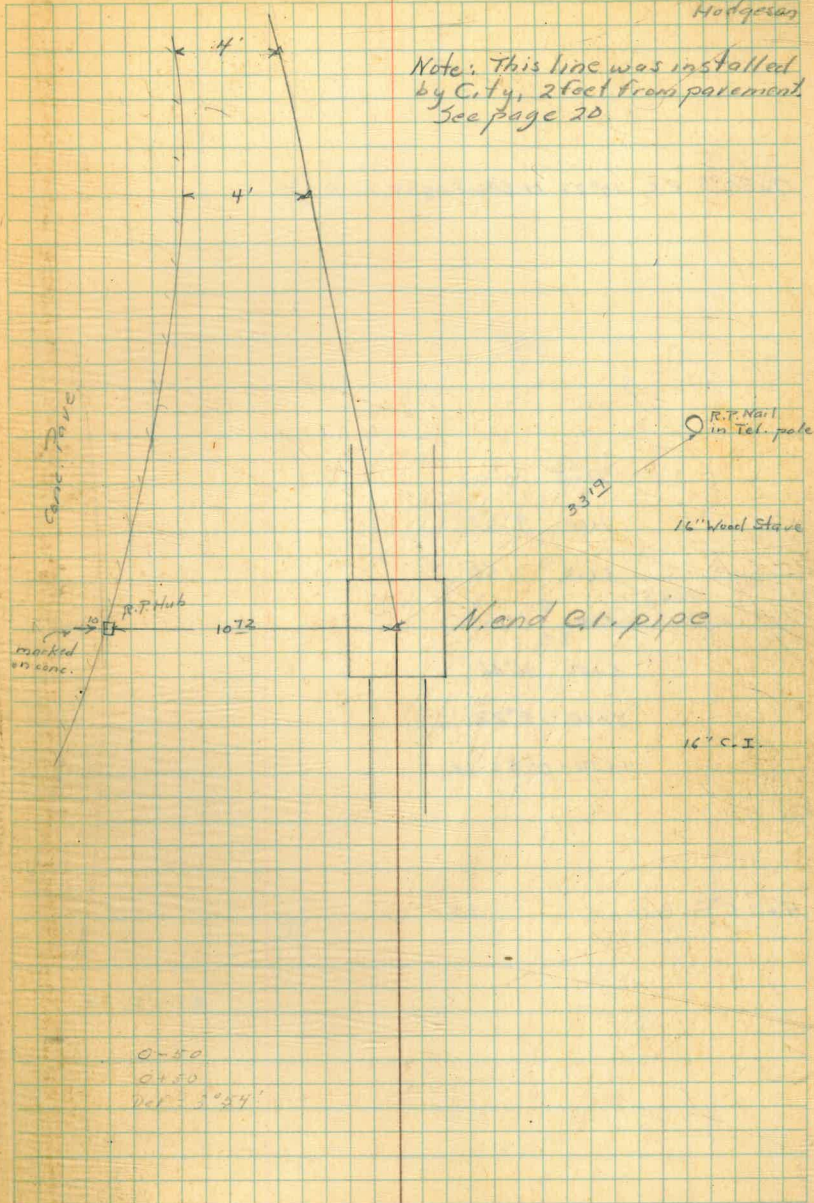 Hodgeson
4'
Note: This line was installed
by City, 2 feet from pavement.
See page 20
4'
Conc. Pave.
R.P. Nail
in Tel. pole
33 19
16" Wood Stave
R.P. Hub
10
10 72
N. end C.I. pipe
marked
on conc.
16" C.I.
0-50
0+50